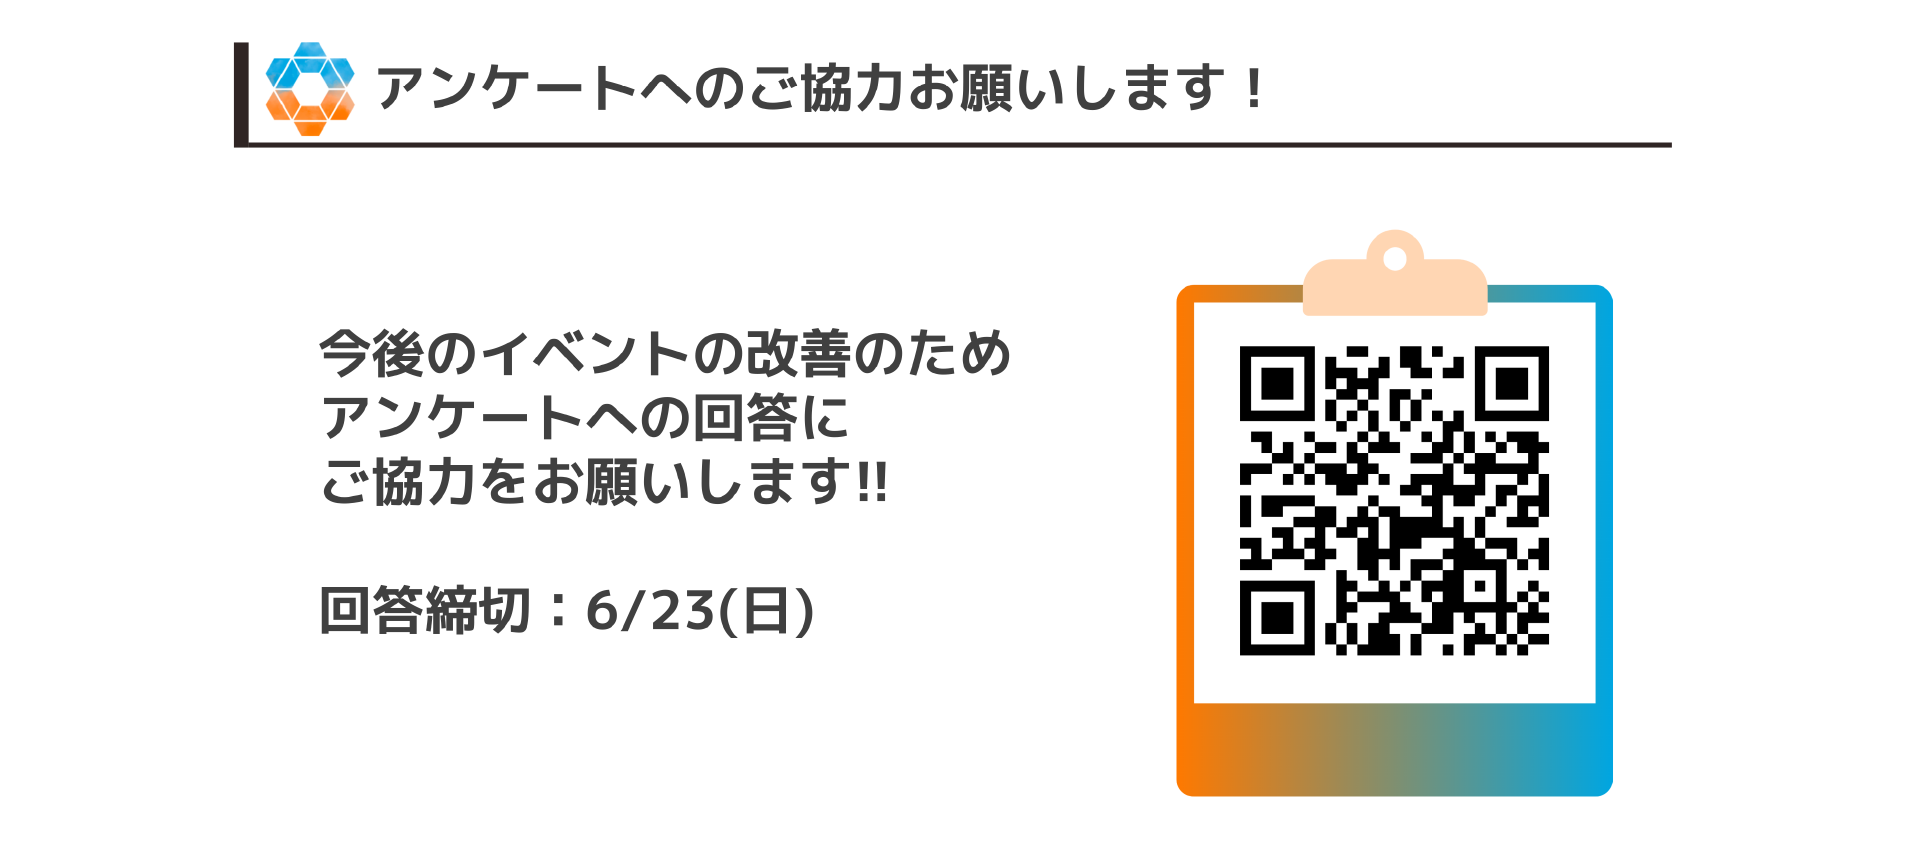 アンケートへのご協力お願いします！
今後のイベントの改善のため
アンケートへの回答に
ご協力をお願いします!!
回答締切：6/23(日)